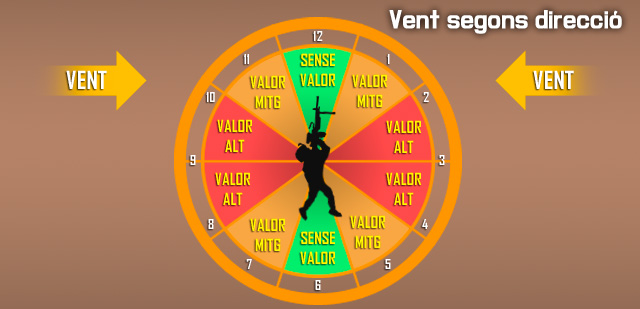 Vent segons direcció
VENT
VENT
12
11
1
10
2
9
3
8
4
7
5
6
SENSE
VALOR
VALOR
MITG
VALOR
MITG
VALOR
ALT
VALOR
ALT
VALOR
ALT
VALOR
ALT
VALOR
MITG
VALOR
MITG
SENSE
VALOR